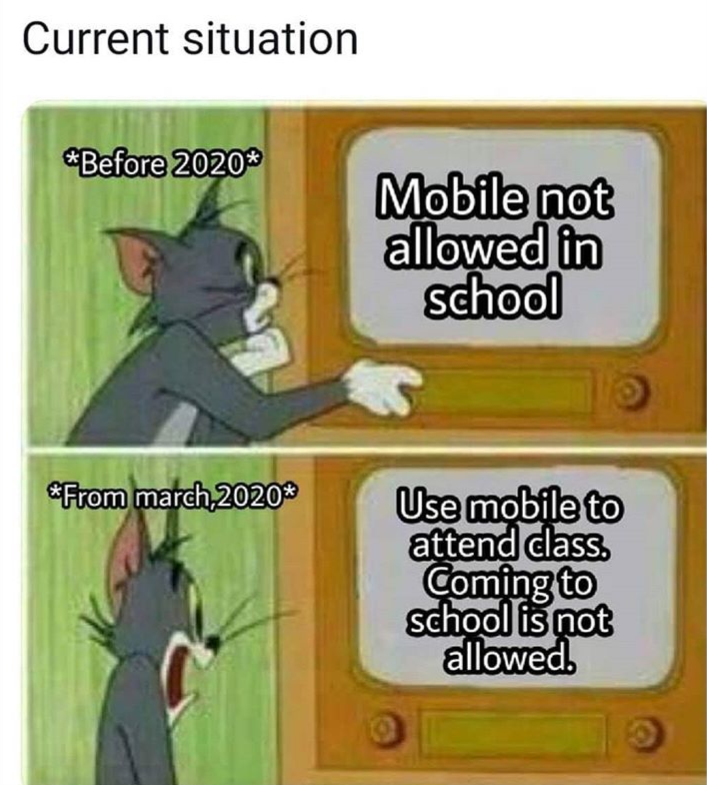 Current situation
*Before 2020*
Mobile not
allowed in
school
*From march,2020*
Use mobile to
attend class.
Coming to
school is not
allowed.